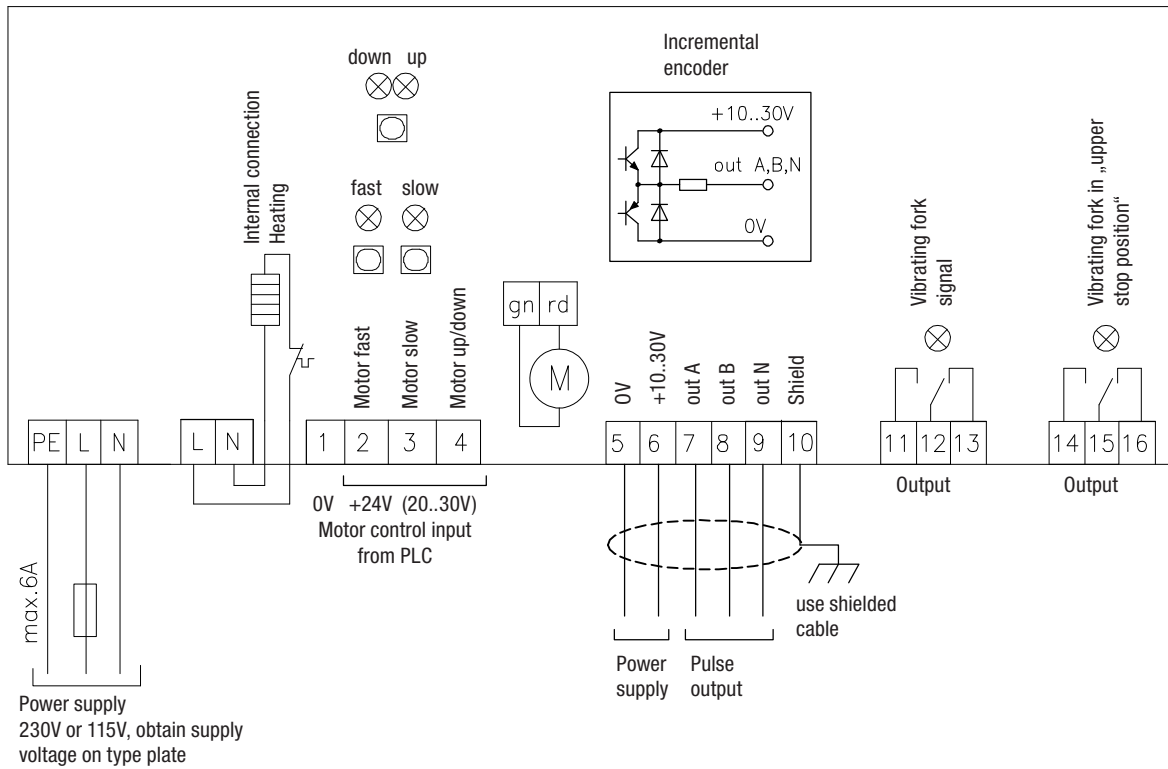 down up
Incremental
encoder
+10..30V
out A,B,N
0V
Internal connection
Heating
fast slow
Vibrating fork
signal
Vibrating fork in „upper
stop position“
gn rd
M
Motor fast
Motor slow
Motor up/down
0V
+10..30V
out A
out B
out N
Shield
PE L N
L N
1 2 3 4
5 6 7 8 9 10
11 12 13
14 15 16
0V +24V (20..30V)
Motor control input
from PLC
Output
Output
max.6A
use shielded
cable
Power
supply
Pulse
output
Power supply
230V or 115V, obtain supply
voltage on type plate